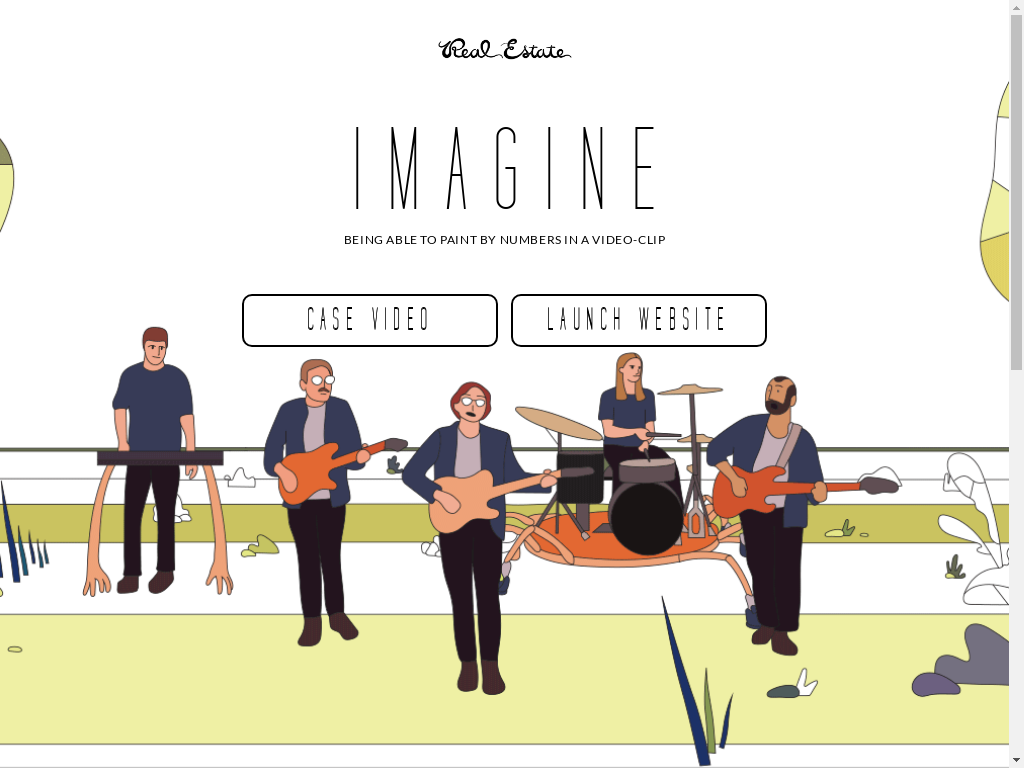 Real Estate
IMAGINE
BEING ABLE TO PAINT BY NUMBERS IN A VIDEO-CLIP
CASE VIDEO
LAUNCH WEBSITE